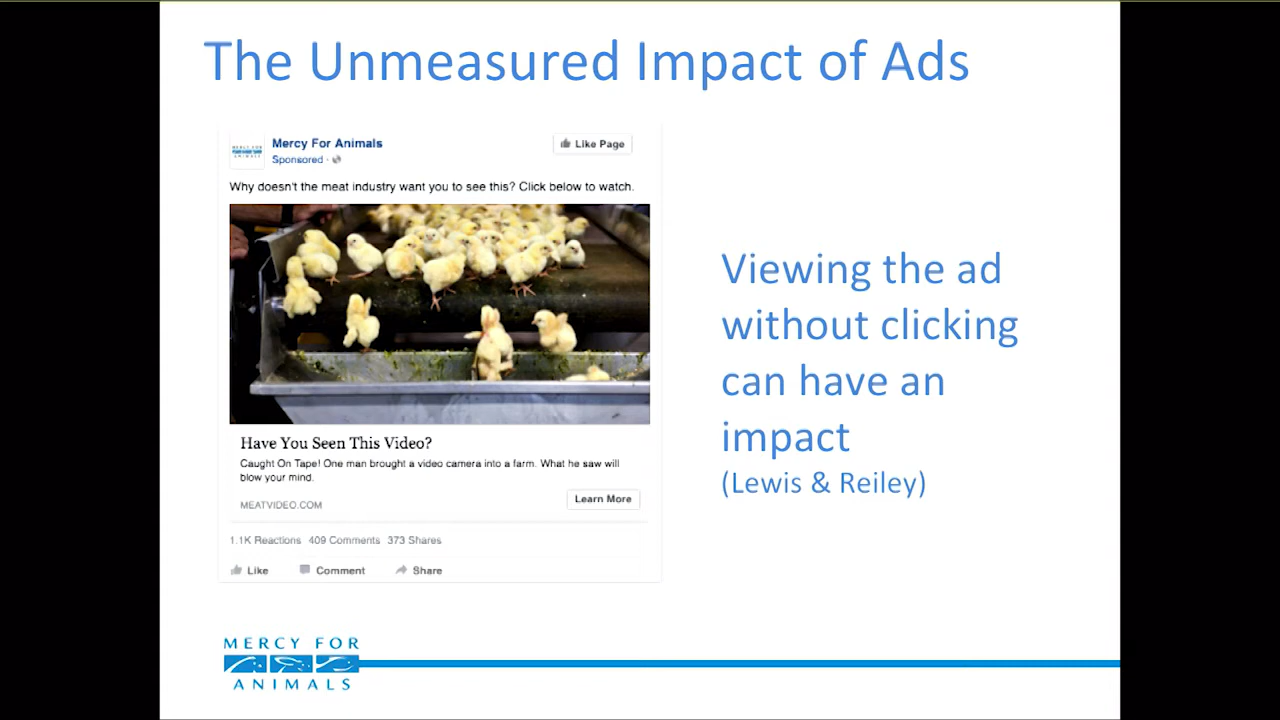 The Unmeasured Impact of Ads
MERCY FOR
ANIMALS
Mercy For Animals
Sponsored ·
Like Page
Why doesn't the meat industry want you to see this? Click below to watch.
Have You Seen This Video?
Caught On Tape! One man brought a video camera into a farm. What he saw will
blow your mind.
MEATVIDEO.COM
Learn More
1.1K Reactions 409 Comments 373 Shares
Like Comment Share
Viewing the ad
without clicking
can have an
impact
(Lewis & Reiley)
MERCY FOR
ANIMALS